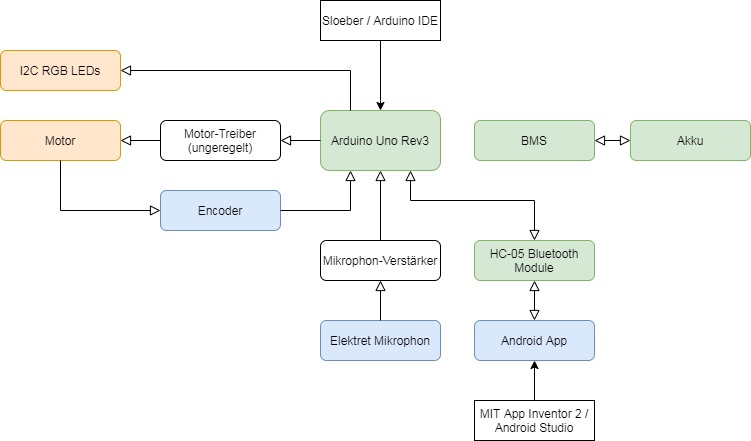 Sloeber / Arduino IDE
I2C RGB LEDs
Motor
Motor-Treiber
(ungeregelt)
Arduino Uno Rev3
BMS
Akku
Encoder
Mikrophon-Verstärker
HC-05 Bluetooth
Module
Elektret Mikrophon
Android App
MIT App Inventor 2 /
Android Studio